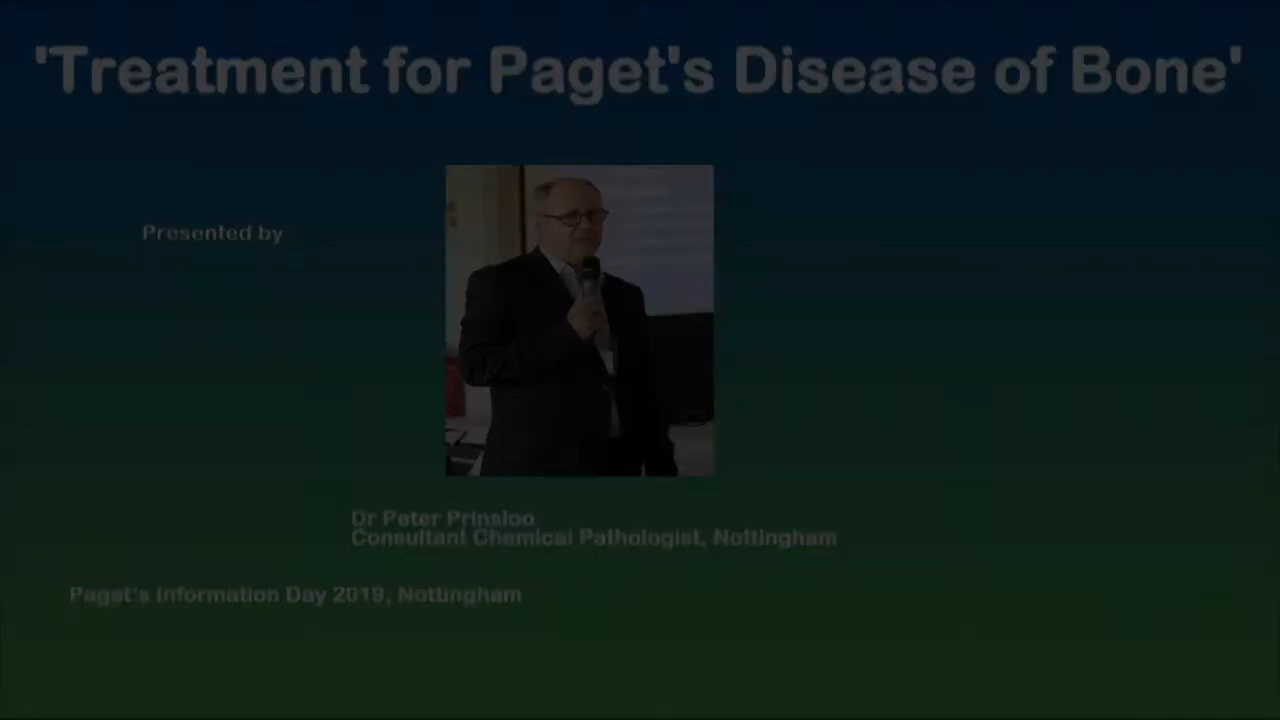 'Treatment for Paget's Disease of Bone'
Presented by
Dr Peter Prinsloo
Consultant Chemical Pathologist, Nottingham
Paget's Information Day 2019, Nottingham